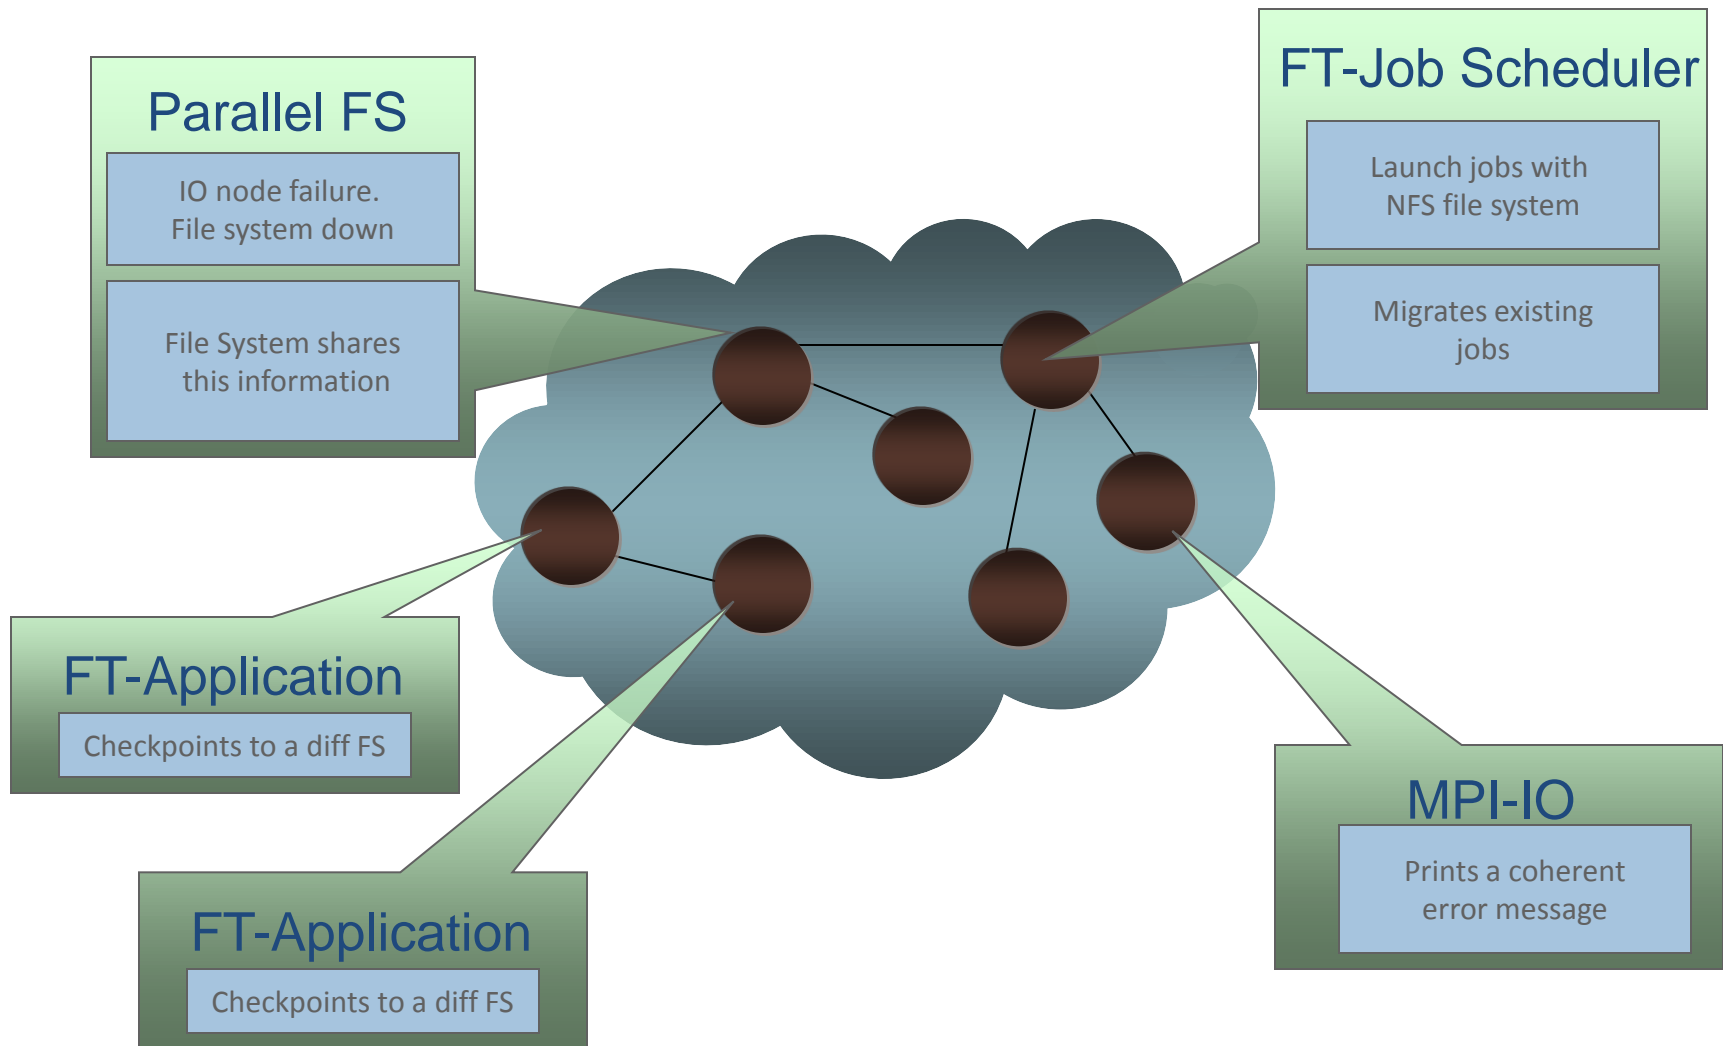 Parallel FS
IO node failure.
File system down
File System shares
this information
FT-Job Scheduler
Launch jobs with
NFS file system
Migrates existing
jobs
FT-Application
Checkpoints to a diff FS
FT-Application
Checkpoints to a diff FS
MPI-IO
Prints a coherent
error message